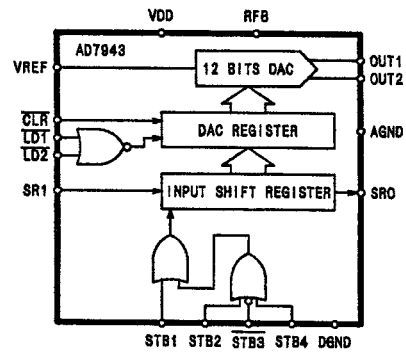 VDD RFB
AD7943
VREF 12 BITS DAC OUT1
OUT2
CLR DAC REGISTER AGND
LD1
LD2
SR1 INPUT SHIFT REGISTER SRO
STB1 STB2 STB3 STB4 DGND